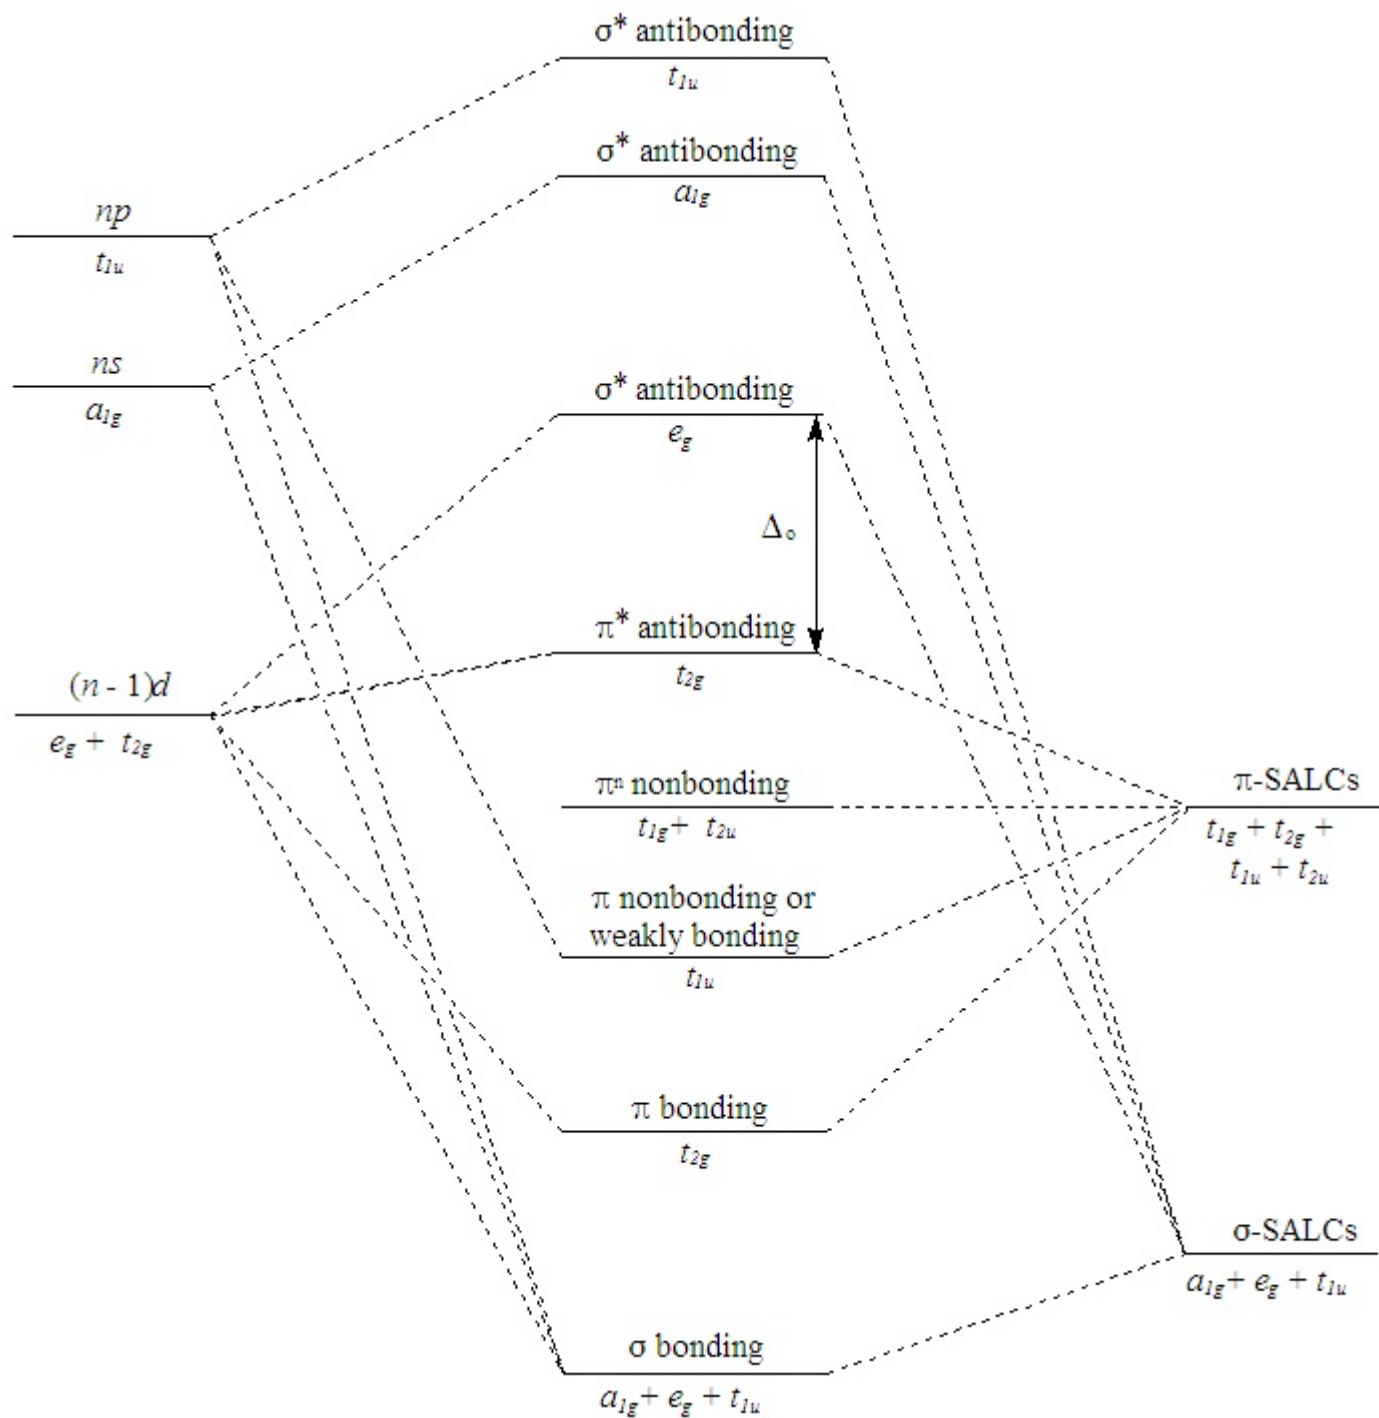 σ* antibonding
t1u
σ* antibonding
a1g
np
t1u
ns
a1g
σ* antibonding
eg
Δo
π* antibonding
t2g
(n - 1)d
eg + t2g
πn nonbonding
t1g+ t2u
π-SALCs
t1g + t2g +
t1u + t2u
π nonbonding or
weakly bonding
t1u
π bonding
t2g
σ-SALCs
a1g+ eg + t1u
σ bonding
a1g+ eg + t1u